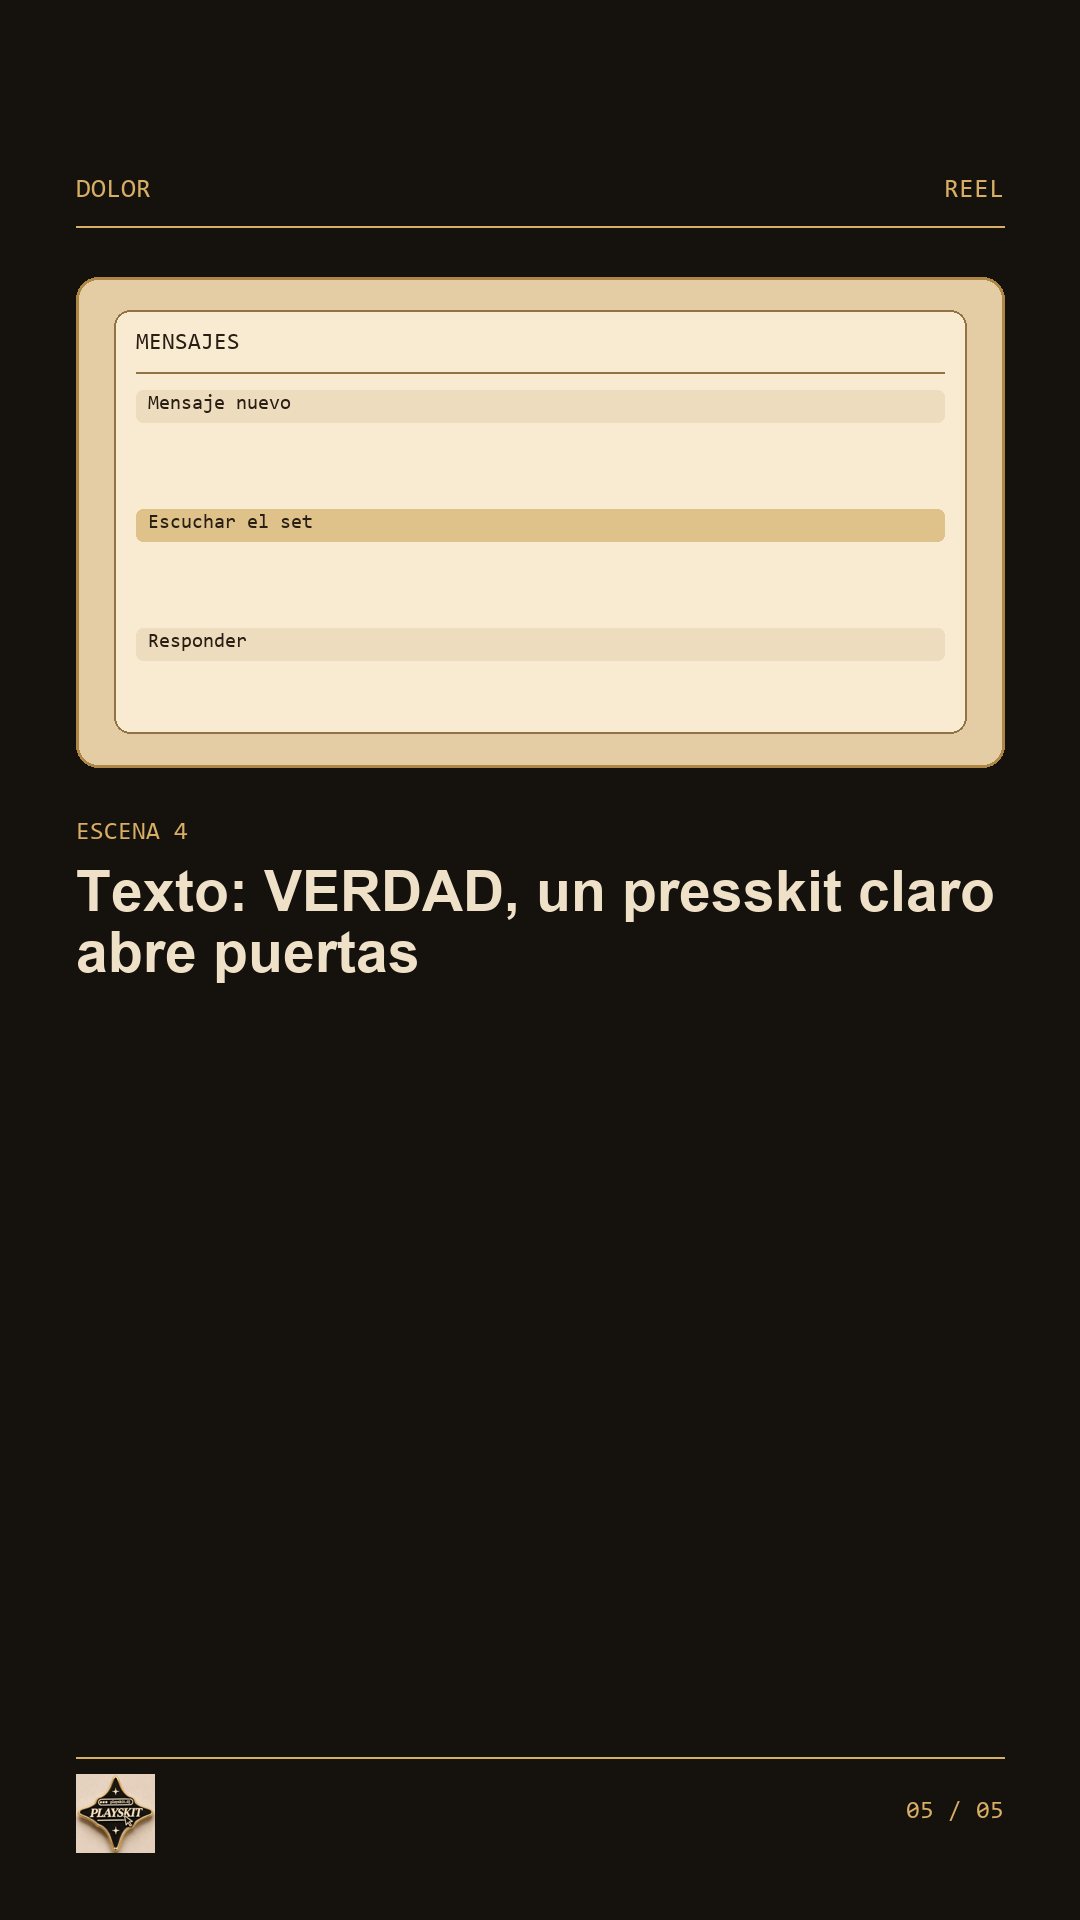 DOLOR
REEL
MENSAJES
Mensaje nuevo
Escuchar el set
Responder
ESCENA 4
Texto: VERDAD, un presskit claro
abre puertas
PLAYSKIT
05 / 05